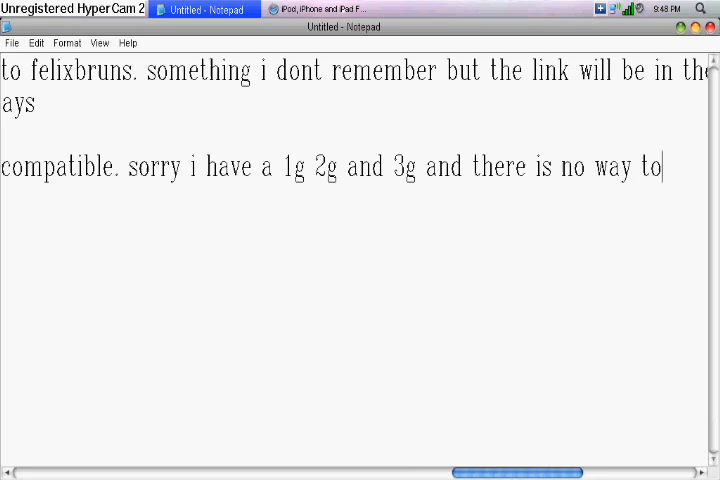 Unregistered HyperCam 2
Untitled - Notepad
iPod, iPhone and iPad F...
9:48 PM
Untitled - Notepad
File Edit Format View Help
to felixbruns. something i dont remember but the link will be in the
ays
compatible. sorry i have a 1g 2g and 3g and there is no way to